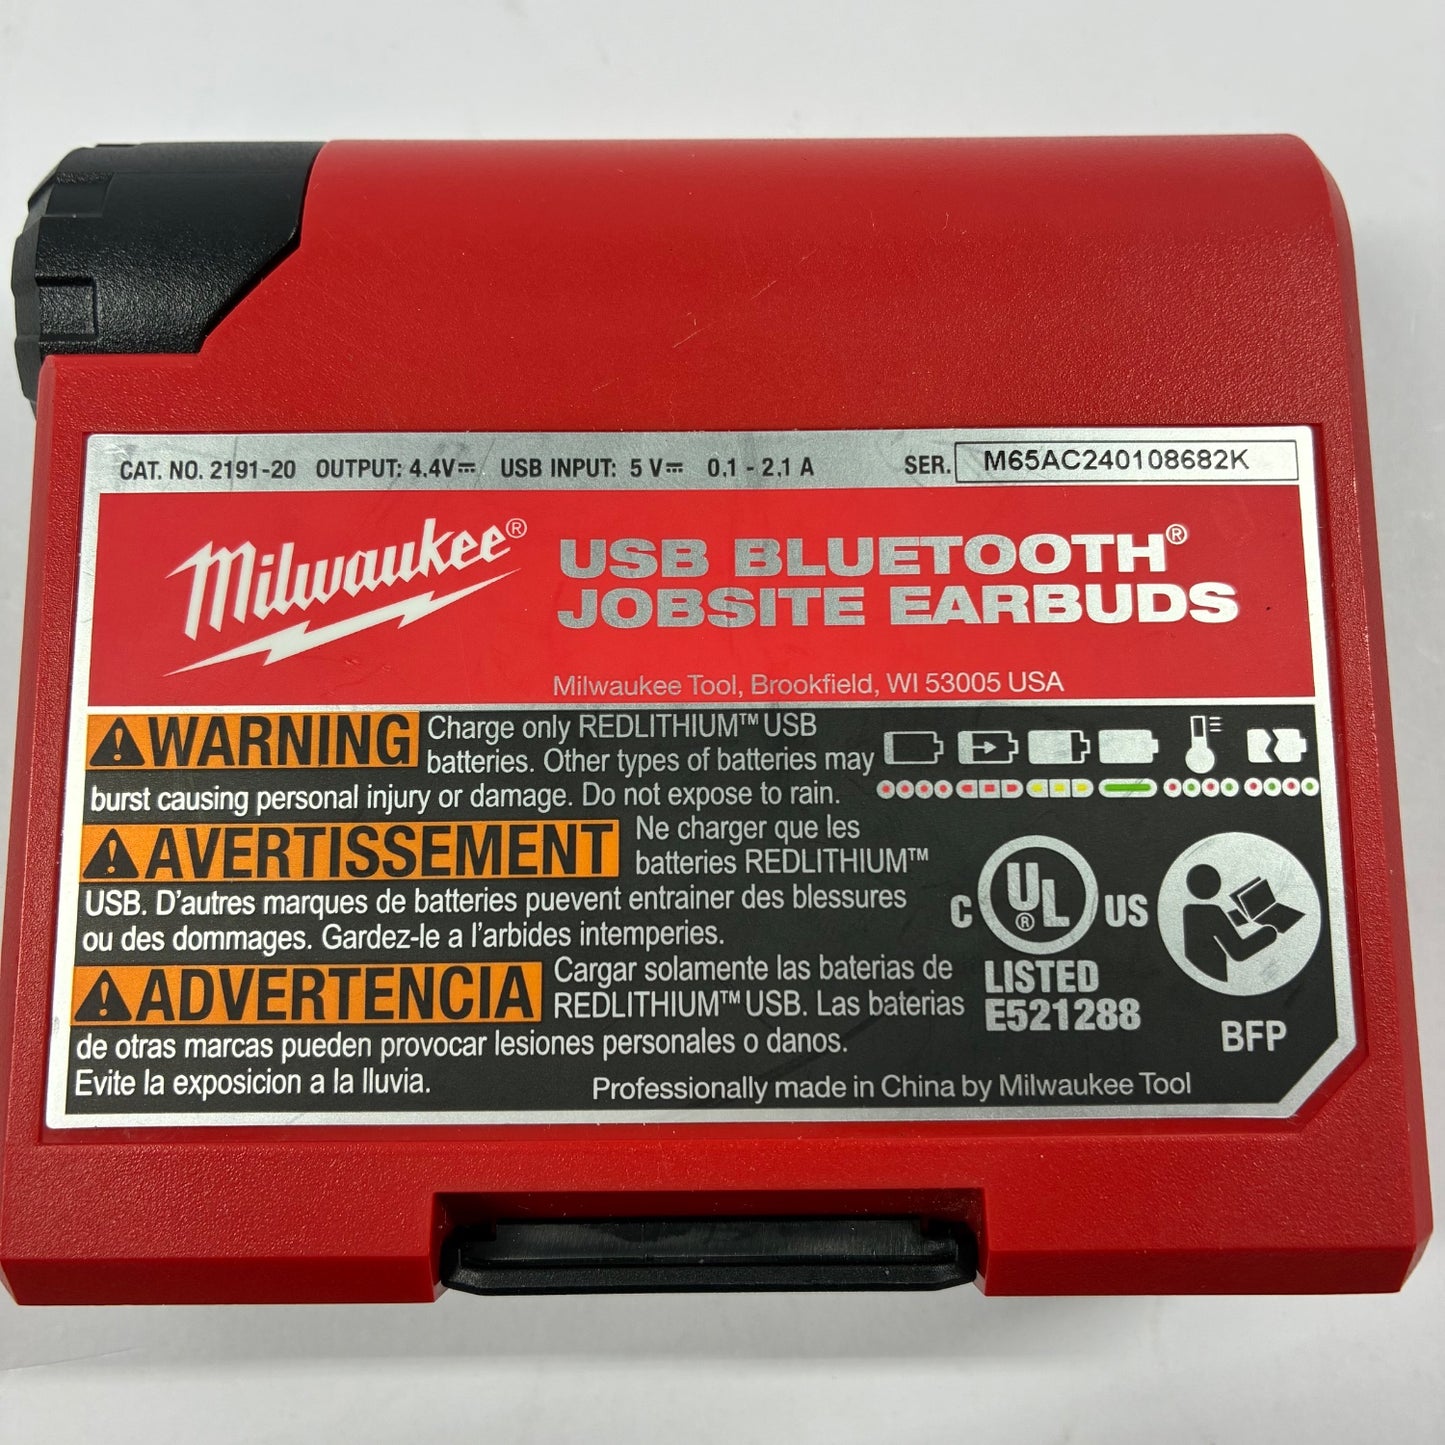 CAT. NO. 2191-20 OUTPUT: 4.4V⎓ USB INPUT: 5 V⎓ 0.1 - 2.1 A SER. M65AC240108682K
Milwaukee®
USB BLUETOOTH®
JOBSITE EARBUDS
Milwaukee Tool, Brookfield, WI 53005 USA
WARNING Charge only REDLITHIUM™ USB
batteries. Other types of batteries may
burst causing personal injury or damage. Do not expose to rain.
AVERTISSEMENT Ne charger que les
batteries REDLITHIUM™
USB. D'autres marques de batteries puevent entrainer des blessures
ou des dommages. Gardez-le a l'arbides intemperies.
ADVERTENCIA Cargar solamente las baterias de
REDLITHIUM™ USB. Las baterias
de otras marcas pueden provocar lesiones personales o danos.
Evite la exposicion a la lluvia.
C UL® US
LISTED
E521288
BFP
Professionally made in China by Milwaukee Tool